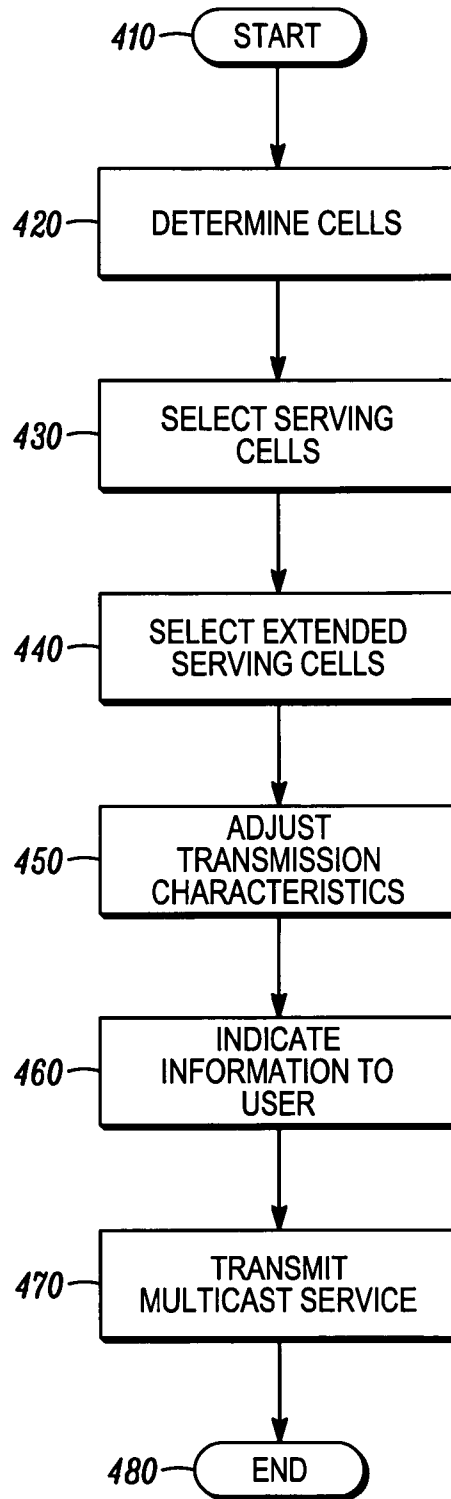 410 START
420 DETERMINE CELLS
430 SELECT SERVING
CELLS
440 SELECT EXTENDED
SERVING CELLS
450 ADJUST
TRANSMISSION
CHARACTERISTICS
460 INDICATE
INFORMATION TO
USER
470 TRANSMIT
MULTICAST SERVICE
480 END